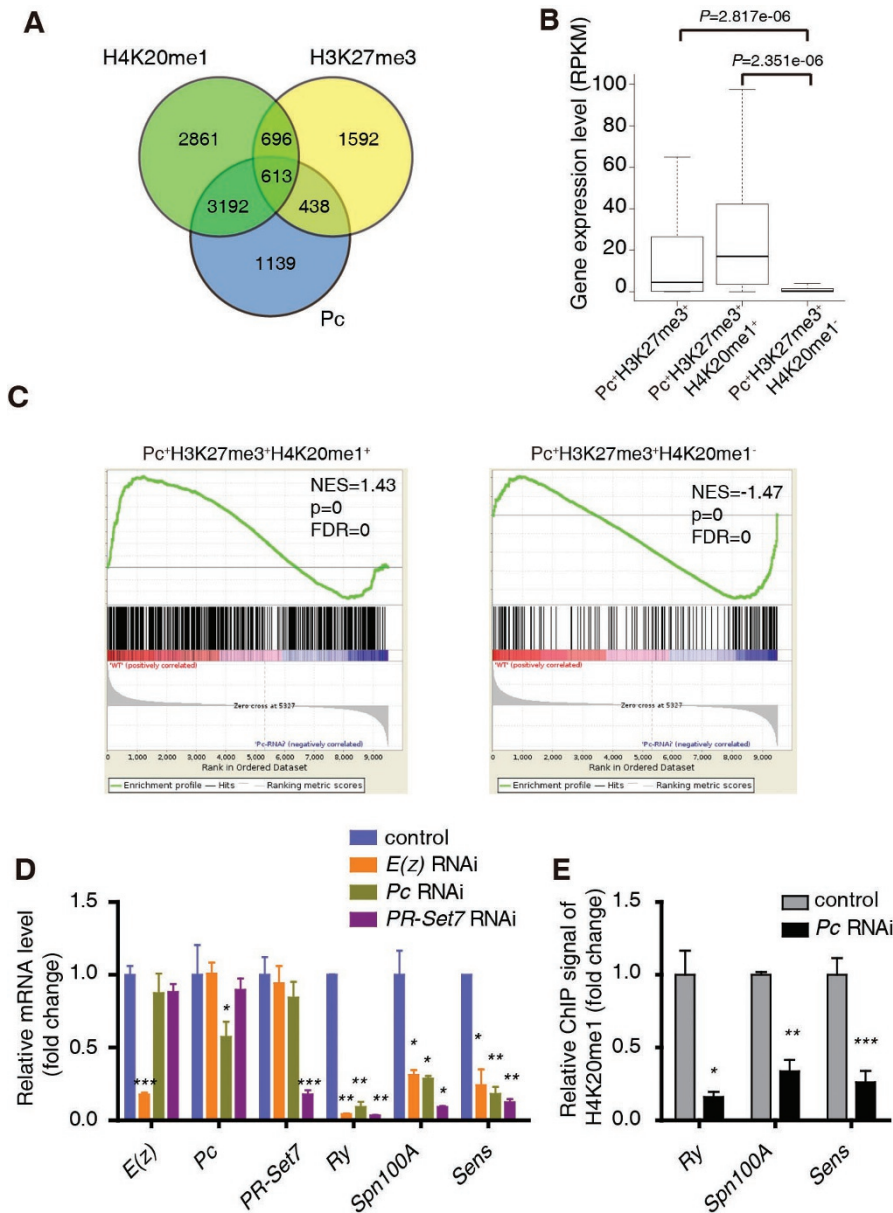 A
H4K20me1
H3K27me3
2861
696
1592
613
3192
438
1139
Pc
B
P=2.817e-06
P=2.351e-06
Gene expression level (RPKM)
100
80
60
40
20
0
Pc+H3K27me3+
Pc+H3K27me3+
H4K20me1+
Pc+H3K27me3+
H4K20me1-
C
Pc+H3K27me3+H4K20me1+
NES=1.43
p=0
FDR=0
'WT' (positively correlated)
Zero cross at 5327
'Pc-RNA?' (negatively correlated)
0 1,000 2,000 3,000 4,000 5,000 6,000 7,000 8,000 9,000
Rank in Ordered Dataset
Enrichment profile Hits Ranking metric scores
Pc+H3K27me3+H4K20me1-
NES=-1.47
p=0
FDR=0
'WT' (positively correlated)
Zero cross at 5327
'Pc-RNA?' (negatively correlated)
0 1,000 2,000 3,000 4,000 5,000 6,000 7,000 8,000 9,000
Rank in Ordered Dataset
Enrichment profile Hits Ranking metric scores
D
control
E(z) RNAi
Pc RNAi
PR-Set7 RNAi
Relative mRNA level
(fold change)
1.5
1.0
0.5
0.0
***
*
***
** ** **
* * *
* ** **
E(z)
Pc
PR-Set7
Ry
Spn100A
Sens
E
control
Pc RNAi
Relative ChIP signal of
H4K20me1 (fold change)
1.5
1.0
0.5
0.0
*
**
***
Ry
Spn100A
Sens